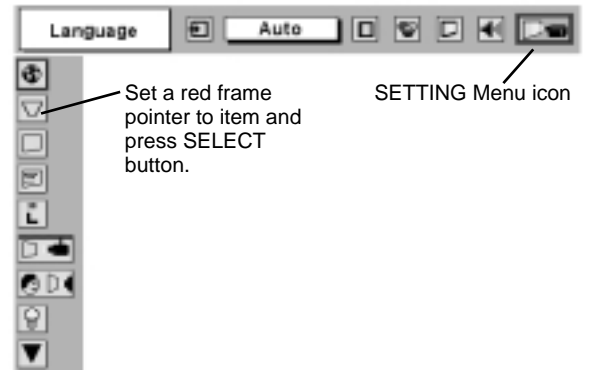 Language
Auto
Set a red frame
pointer to item and
press SELECT
button.
SETTING Menu icon